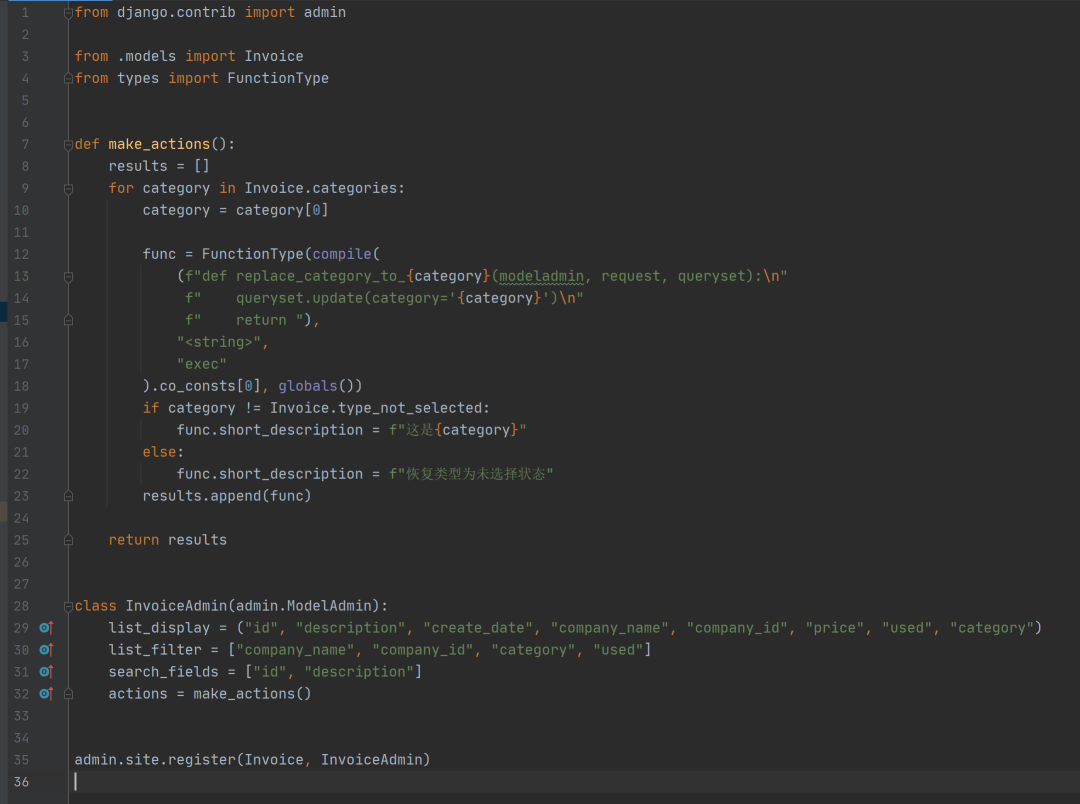 1 from django.contrib import admin
2
3 from .models import Invoice
4 from types import FunctionType
5
6
7 def make_actions():
8     results = []
9     for category in Invoice.categories:
10         category = category[0]
11
12         func = FunctionType(compile(
13             (f"def replace_category_to_{category}(modeladmin, request, queryset):\n"
14              f"    queryset.update(category='{category}')\n"
15              f"    return "),
16             "<string>",
17             "exec"
18         ).co_consts[0], globals())
19         if category != Invoice.type_not_selected:
20             func.short_description = f"这是{category}"
21         else:
22             func.short_description = f"恢复类型为未选择状态"
23         results.append(func)
24
25     return results
26
27
28 class InvoiceAdmin(admin.ModelAdmin):
29     list_display = ("id", "description", "create_date", "company_name", "company_id", "price", "used", "category")
30     list_filter = ["company_name", "company_id", "category", "used"]
31     search_fields = ["id", "description"]
32     actions = make_actions()
33
34
35 admin.site.register(Invoice, InvoiceAdmin)
36